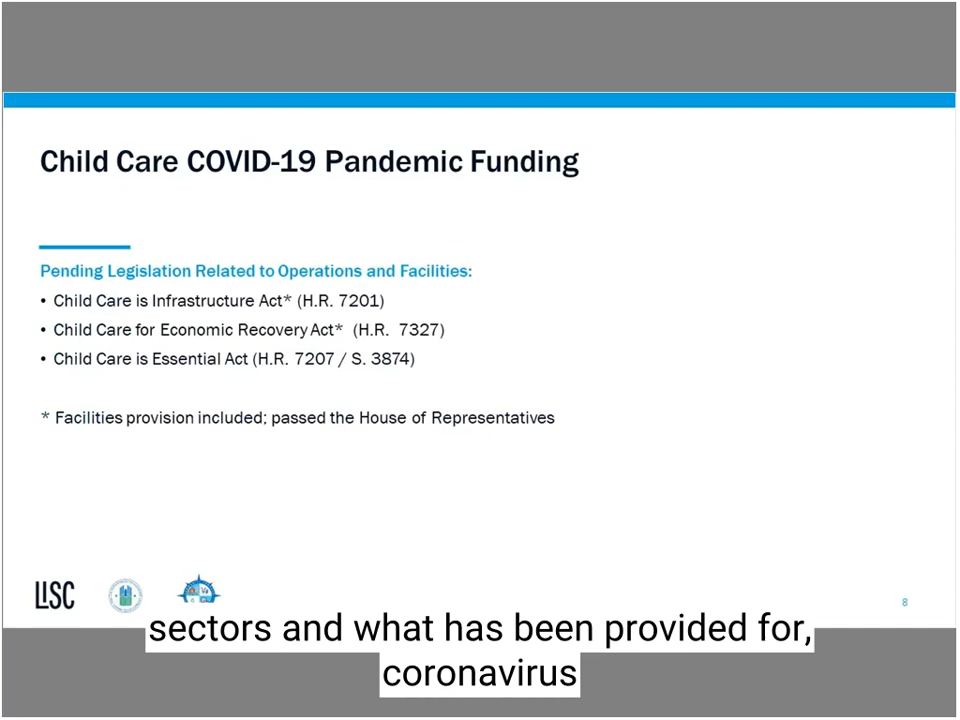 Child Care COVID-19 Pandemic Funding
Pending Legislation Related to Operations and Facilities:
• Child Care is Infrastructure Act* (H.R. 7201)
• Child Care for Economic Recovery Act* (H.R. 7327)
• Child Care is Essential Act (H.R. 7207 / S. 3874)
* Facilities provision included; passed the House of Representatives
LISC
8
sectors and what has been provided for,
coronavirus